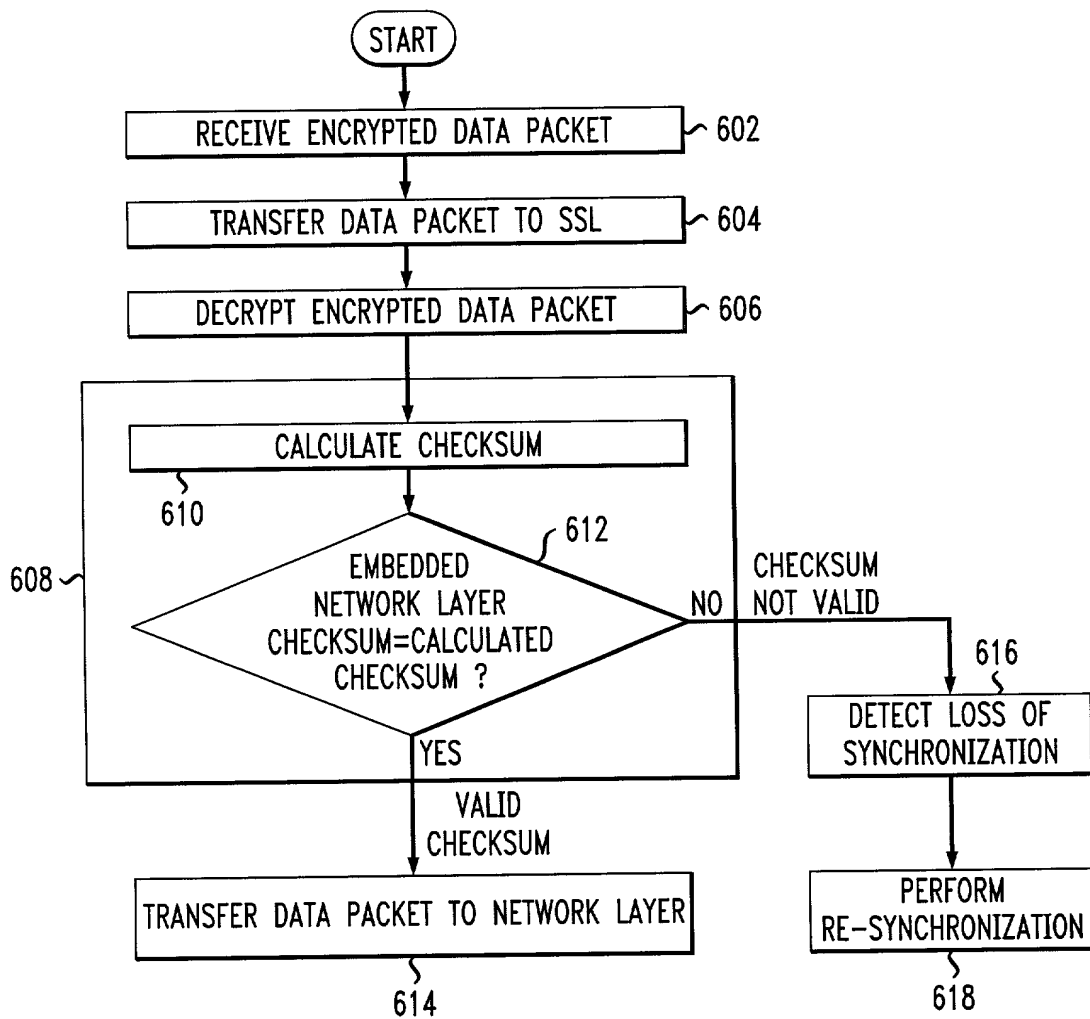 START
RECEIVE ENCRYPTED DATA PACKET
602
TRANSFER DATA PACKET TO SSL
604
DECRYPT ENCRYPTED DATA PACKET
606
CALCULATE CHECKSUM
610
612
608
EMBEDDED
NETWORK LAYER
CHECKSUM=CALCULATED
CHECKSUM ?
NO
CHECKSUM
NOT VALID
YES
VALID
CHECKSUM
616
DETECT LOSS OF
SYNCHRONIZATION
TRANSFER DATA PACKET TO NETWORK LAYER
614
PERFORM
RE-SYNCHRONIZATION
618